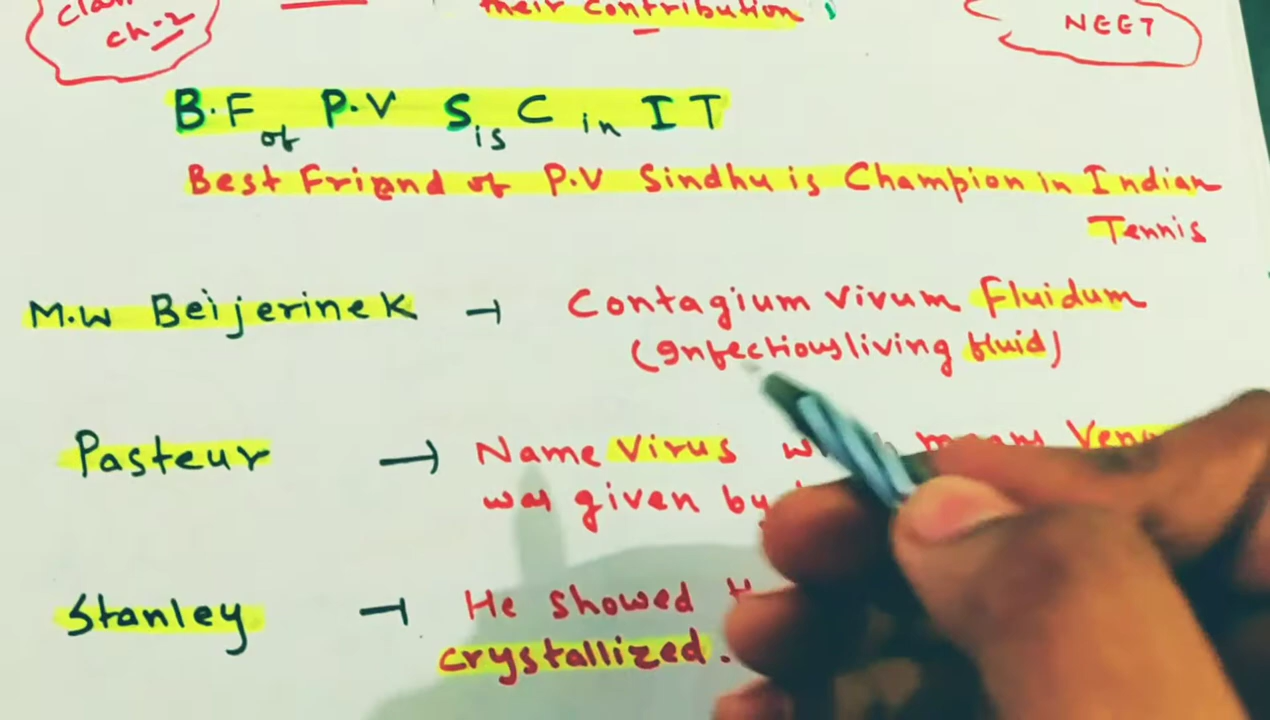 ch-2
their contribution
NEET
B.F of P.V S is C in I T
Best Friend of P.V Sindhu is Champion in Indian
Tennis
M.W Beijerinek → Contagium vivum Fluidum
(Infectious living fluid)
Pasteur → Name Virus
was given by
Stanley → He showed
crystallized.